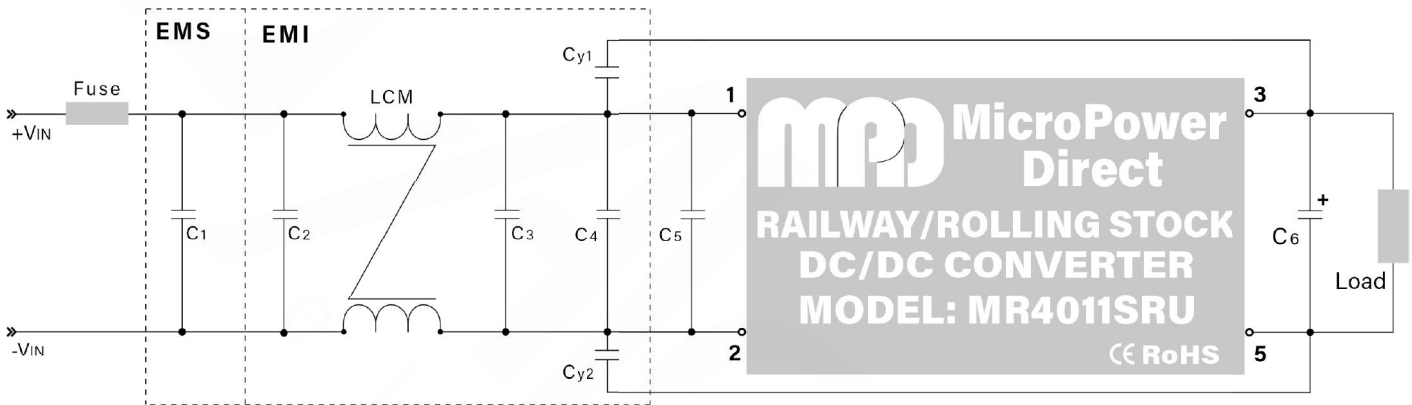 EMS
EMI
Cy1
Fuse
LCM
1
3
+VIN
MPD
MicroPower
Direct
RAILWAY/ROLLING STOCK
DC/DC CONVERTER
MODEL: MR4011SRU
CE RoHS
+
C1
C2
C3
C4
C5
C6
Load
-VIN
2
5
Cy2